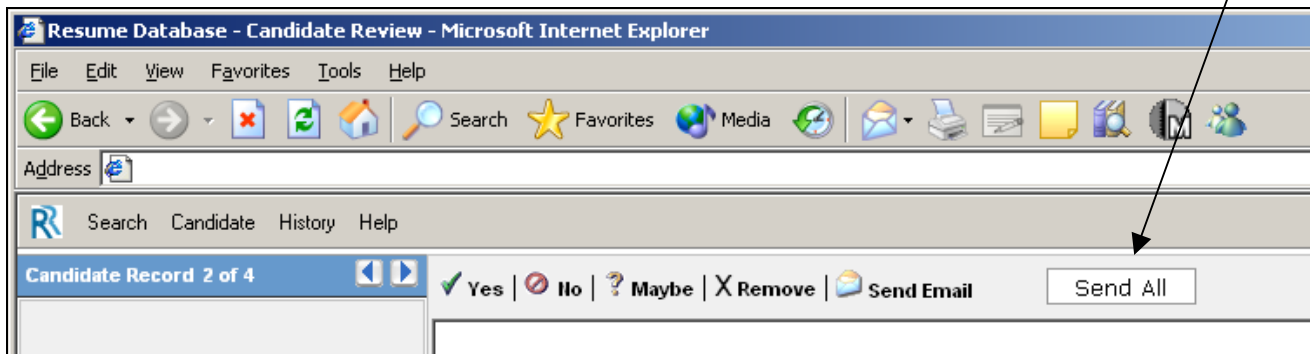 Resume Database - Candidate Review - Microsoft Internet Explorer
File Edit View Favorites Tools Help
Back Search Favorites Media
Address
R Search Candidate History Help
Candidate Record 2 of 4
Yes | No | ? Maybe | X Remove | Send Email Send All